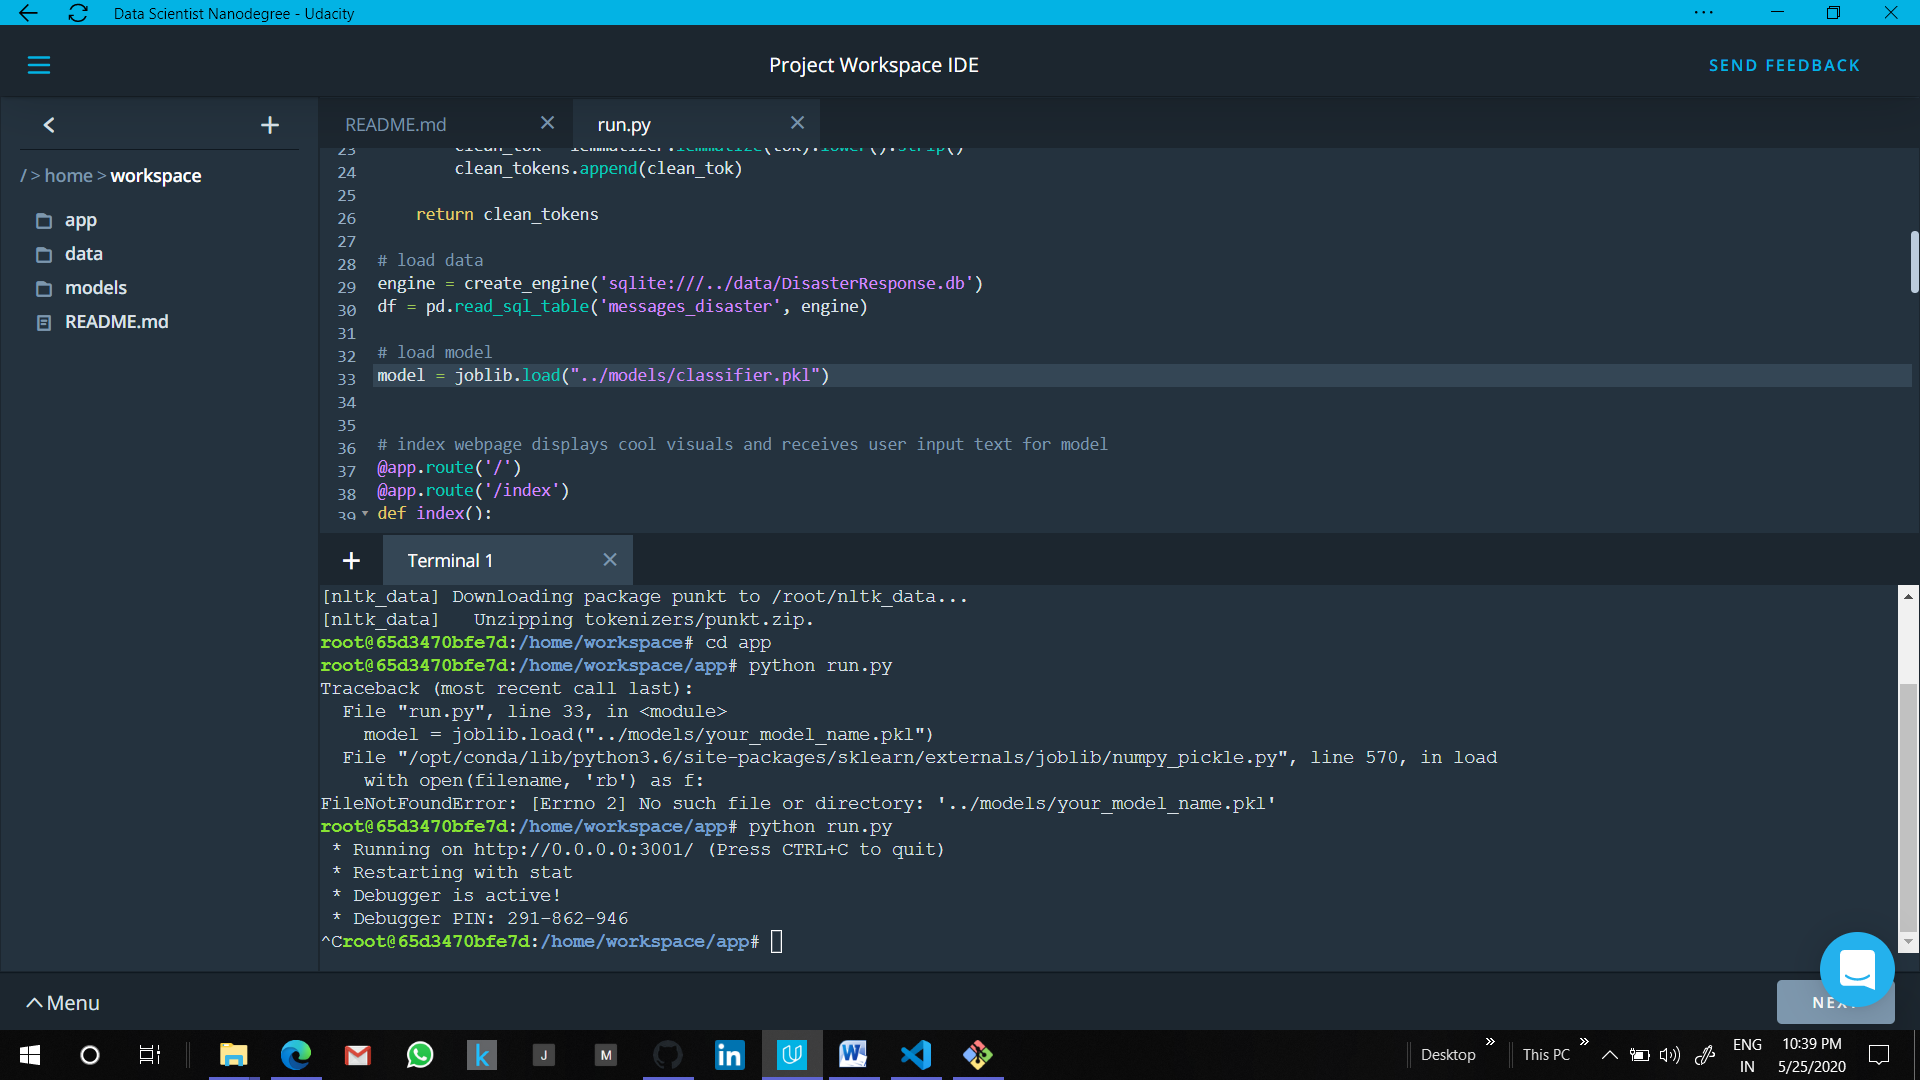 Data Scientist Nanodegree - Udacity
Project Workspace IDE
SEND FEEDBACK
/ > home > workspace
app
data
models
README.md
README.md
run.py
23 clean_tok = lemmatizer.lemmatize(tok).lower().strip()
24 clean_tokens.append(clean_tok)
25
26 return clean_tokens
27
28 # load data
29 engine = create_engine('sqlite:///../data/DisasterResponse.db')
30 df = pd.read_sql_table('messages_disaster', engine)
31
32 # load model
33 model = joblib.load("../models/classifier.pkl")
34
35
36 # index webpage displays cool visuals and receives user input text for model
37 @app.route('/')
38 @app.route('/index')
39 def index():
Terminal 1
[nltk_data] Downloading package punkt to /root/nltk_data...
[nltk_data]   Unzipping tokenizers/punkt.zip.
root@65d3470bfe7d:/home/workspace# cd app
root@65d3470bfe7d:/home/workspace/app# python run.py
Traceback (most recent call last):
  File "run.py", line 33, in <module>
    model = joblib.load("../models/your_model_name.pkl")
  File "/opt/conda/lib/python3.6/site-packages/sklearn/externals/joblib/numpy_pickle.py", line 570, in load
    with open(filename, 'rb') as f:
FileNotFoundError: [Errno 2] No such file or directory: '../models/your_model_name.pkl'
root@65d3470bfe7d:/home/workspace/app# python run.py
 * Running on http://0.0.0.0:3001/ (Press CTRL+C to quit)
 * Restarting with stat
 * Debugger is active!
 * Debugger PIN: 291-862-946
^Croot@65d3470bfe7d:/home/workspace/app#
Menu
NEXT
k
J
M
in
W
Desktop
This PC
ENG
IN
10:39 PM
5/25/2020